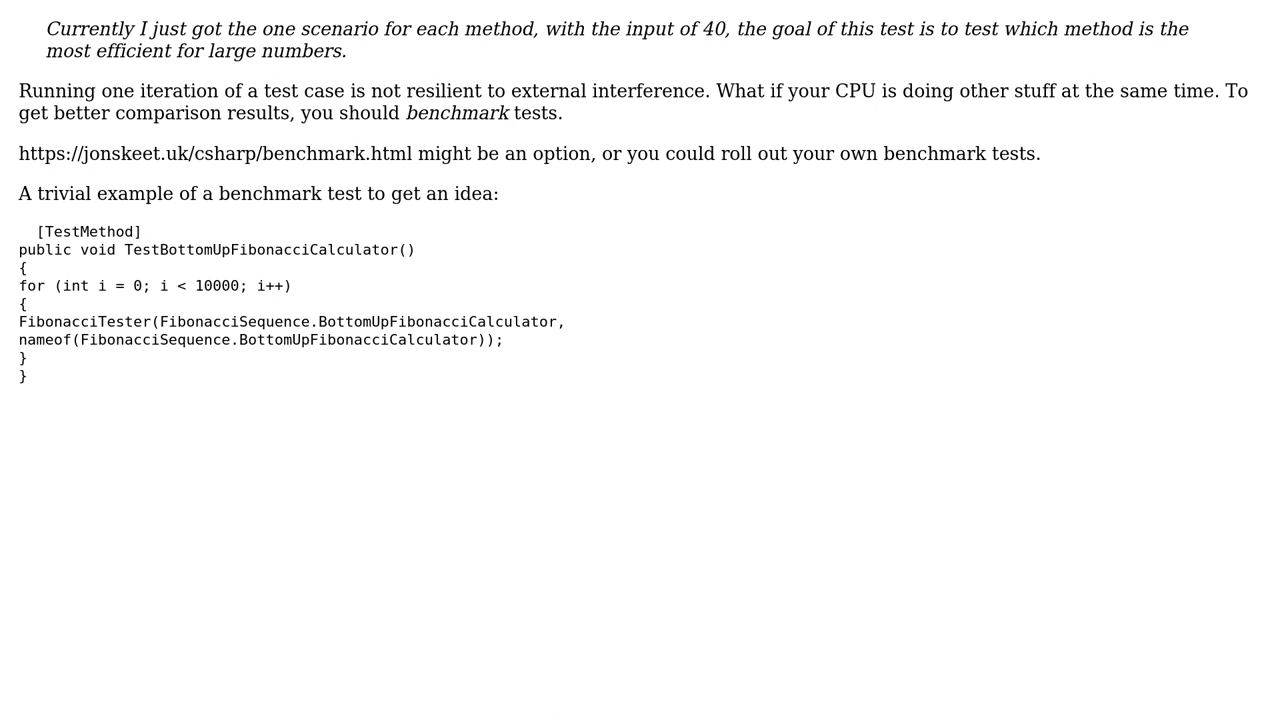 Currently I just got the one scenario for each method, with the input of 40, the goal of this test is to test which method is the
most efficient for large numbers.
Running one iteration of a test case is not resilient to external interference. What if your CPU is doing other stuff at the same time. To
get better comparison results, you should benchmark tests.
https://jonskeet.uk/csharp/benchmark.html might be an option, or you could roll out your own benchmark tests.
A trivial example of a benchmark test to get an idea:
[TestMethod]
public void TestBottomUpFibonacciCalculator()
{
for (int i = 0; i < 10000; i++)
{
FibonacciTester(FibonacciSequence.BottomUpFibonacciCalculator,
nameof(FibonacciSequence.BottomUpFibonacciCalculator));
}
}